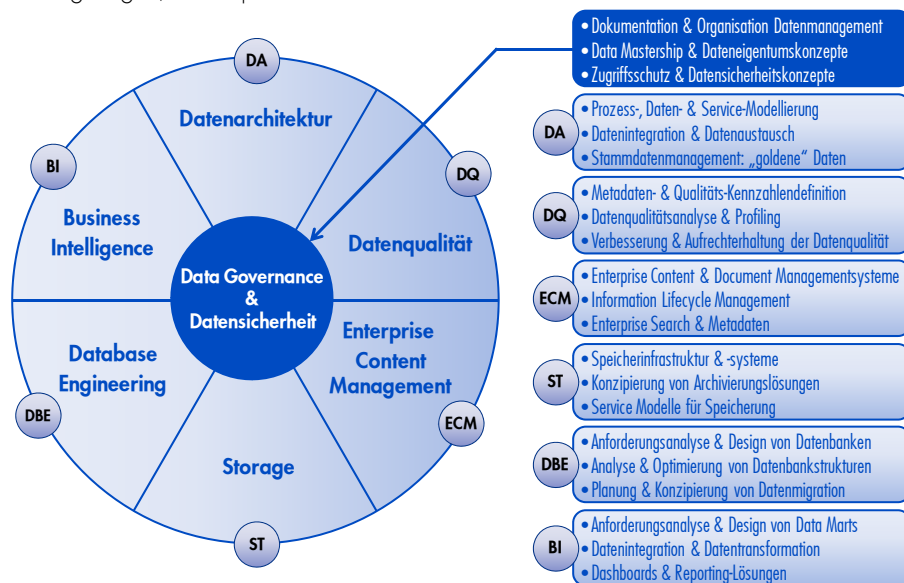 DA
Datenarchitektur
BI
DQ
Business
Intelligence
Datenqualität
Data Governance
&
Datensicherheit
Database
Engineering
Enterprise
Content
Management
DBE
ECM
Storage
ST
• Dokumentation & Organisation Datenmanagement
• Data Mastership & Dateneigentumskonzepte
• Zugriffsschutz & Datensicherheitskonzepte
DA
• Prozess-, Daten- & Service-Modellierung
• Datenintegration & Datenaustausch
• Stammdatenmanagement: „goldene“ Daten
DQ
• Metadaten- & Qualitäts-Kennzahlendefinition
• Datenqualitätsanalyse & Profiling
• Verbesserung & Aufrechterhaltung der Datenqualität
ECM
• Enterprise Content & Document Managementsysteme
• Information Lifecycle Management
• Enterprise Search & Metadaten
ST
• Speicherinfrastruktur & -systeme
• Konzipierung von Archivierungslösungen
• Service Modelle für Speicherung
DBE
• Anforderungsanalyse & Design von Datenbanken
• Analyse & Optimierung von Datenbankstrukturen
• Planung & Konzipierung von Datenmigration
BI
• Anforderungsanalyse & Design von Data Marts
• Datenintegration & Datentransformation
• Dashboards & Reporting-Lösungen